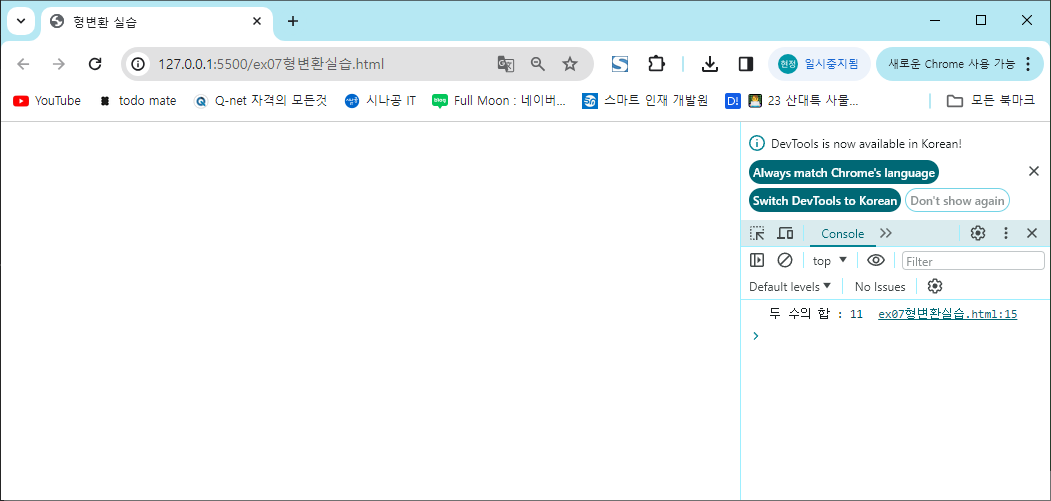 형변환 실습
127.0.0.1:5500/ex07형변환실습.html
현정 일시중지됨 새로운 Chrome 사용 가능
YouTube todo mate Q-net 자격의 모든것 시나공 IT blog Full Moon : 네이버... 스마트 인재 개발원 D! 23 산대특 사물... 모든 북마크
DevTools is now available in Korean!
Always match Chrome's language
Switch DevTools to Korean Don't show again
Console
top Filter
Default levels No Issues
두 수의 합 : 11 ex07형변환실습.html:15